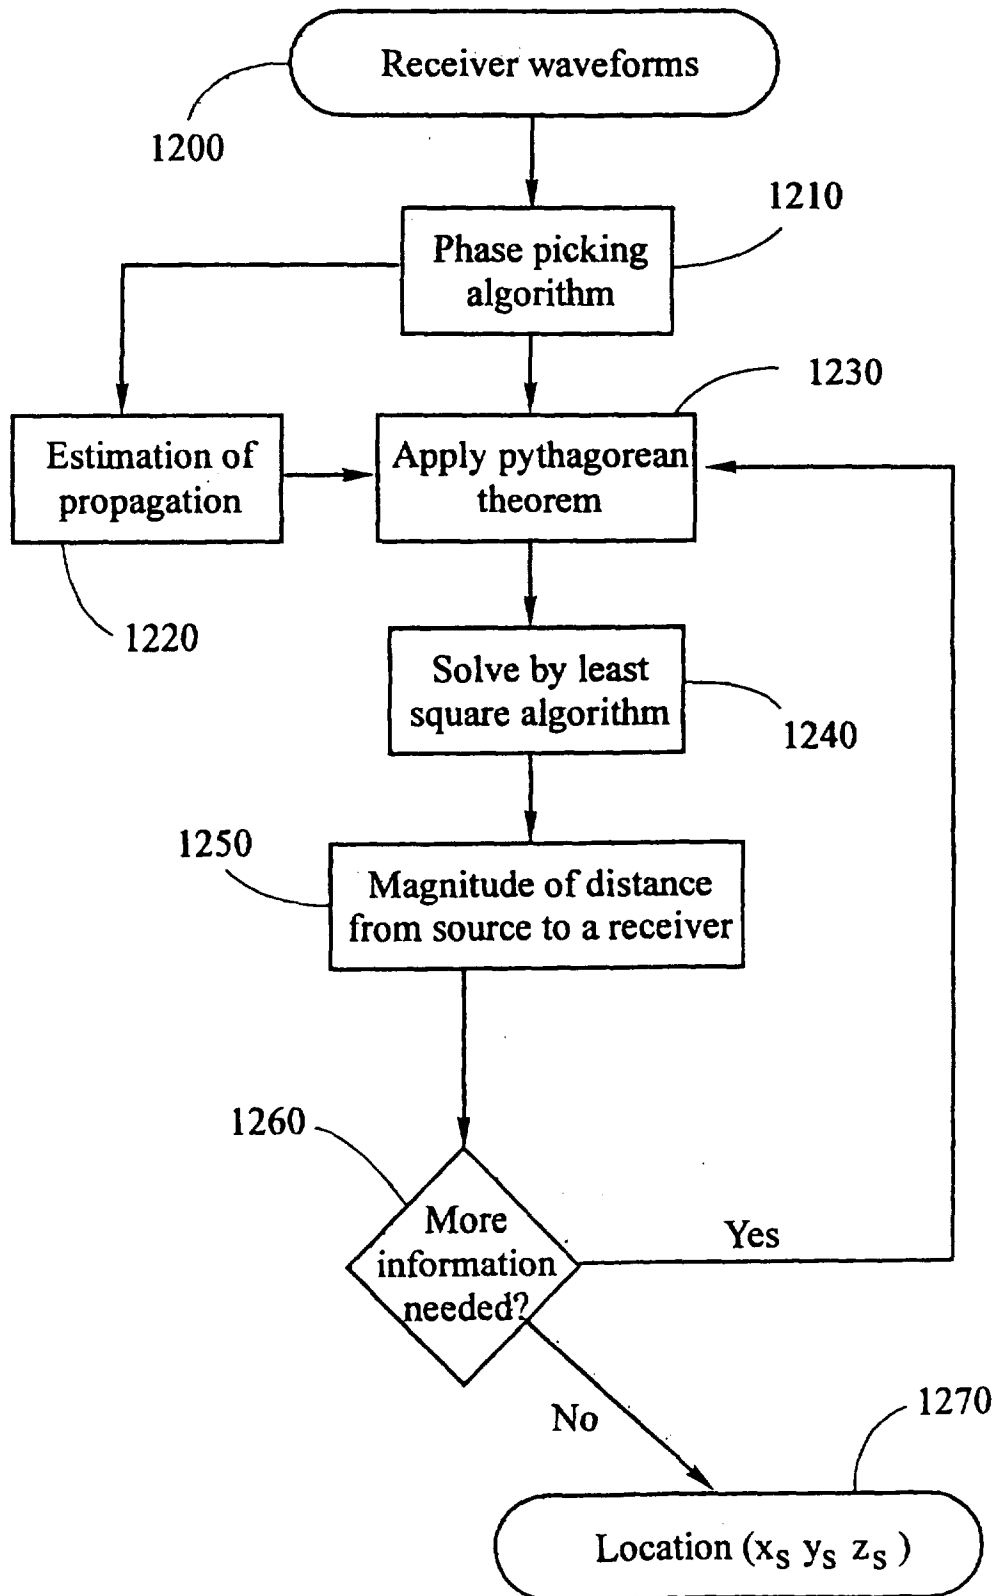 Receiver waveforms
1200
1210
Phase picking
algorithm
1230
Estimation of
propagation
Apply pythagorean
theorem
1220
Solve by least
square algorithm
1240
1250
Magnitude of distance
from source to a receiver
1260
More
information
needed?
Yes
No
1270
Location (xs ys zs )